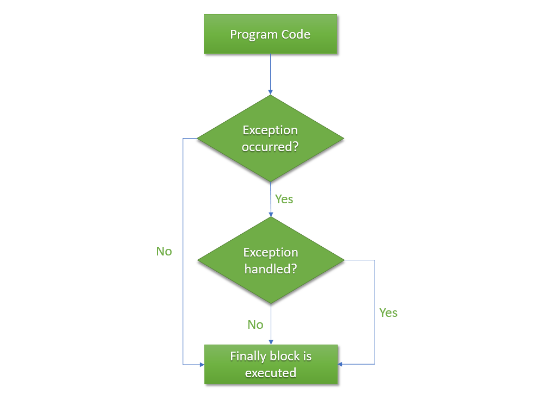 Program Code
Exception
occurred?
Yes
No
Exception
handled?
Yes
No
Finally block is
executed